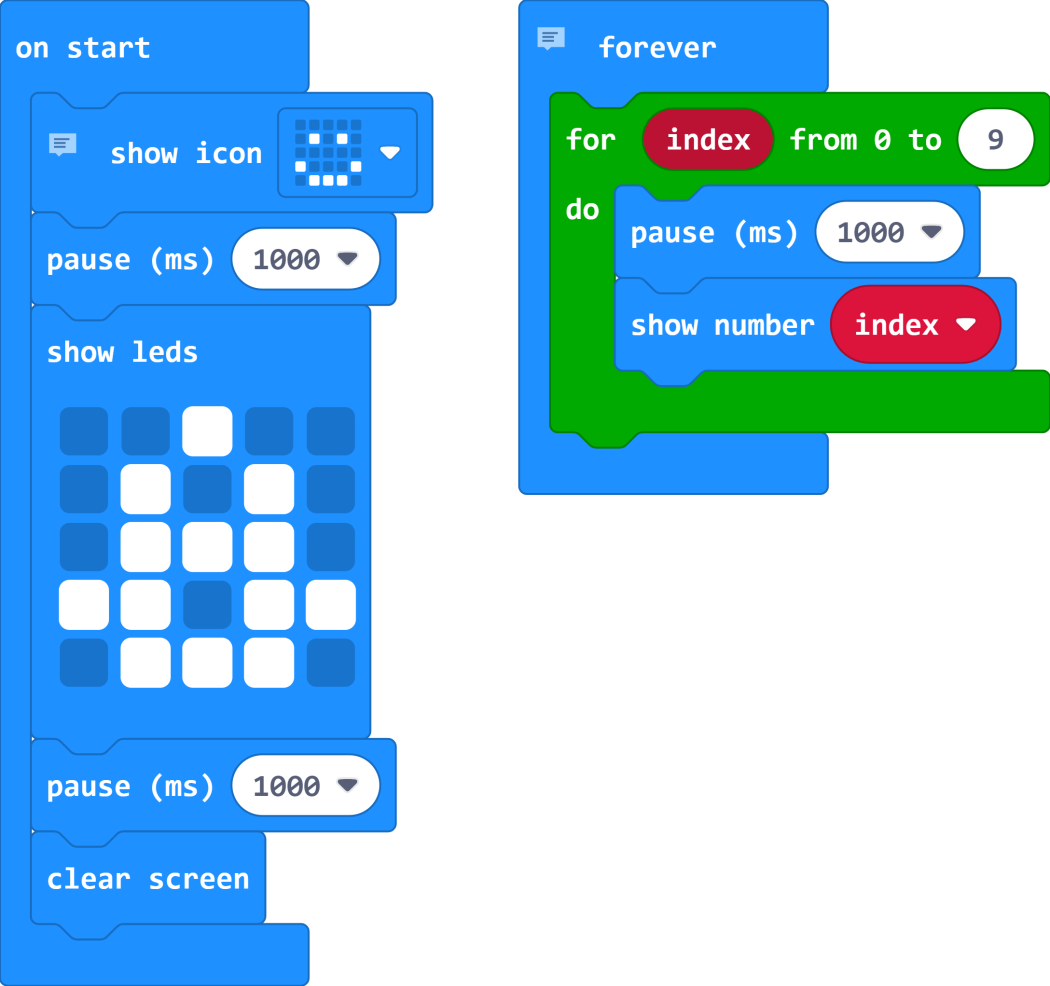 on start
show icon
pause (ms) 1000
show leds
pause (ms) 1000
clear screen
forever
for index from 0 to 9
do
pause (ms) 1000
show number index